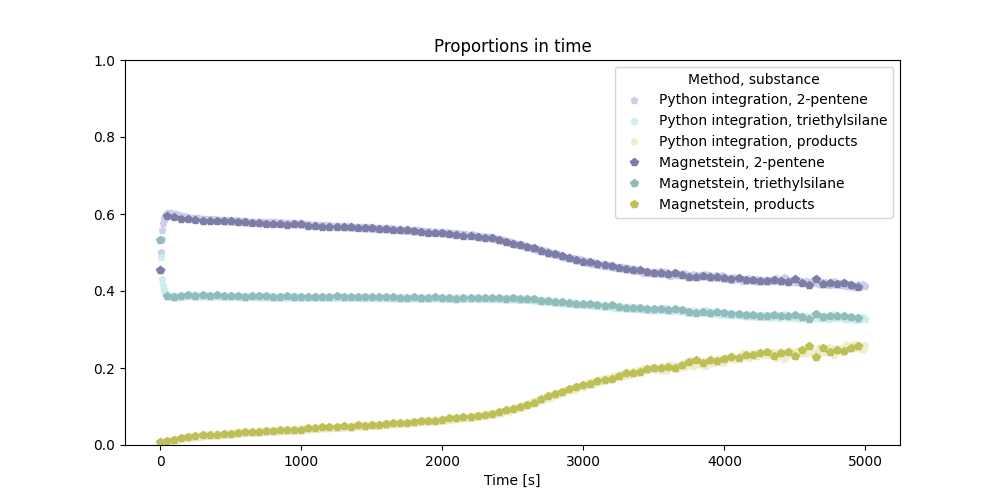 Proportions in time
1.0
0.8
0.6
0.4
0.2
0.0
Method, substance
Python integration, 2-pentene
Python integration, triethylsilane
Python integration, products
Magnetstein, 2-pentene
Magnetstein, triethylsilane
Magnetstein, products
0 1000 2000 3000 4000 5000
Time [s]